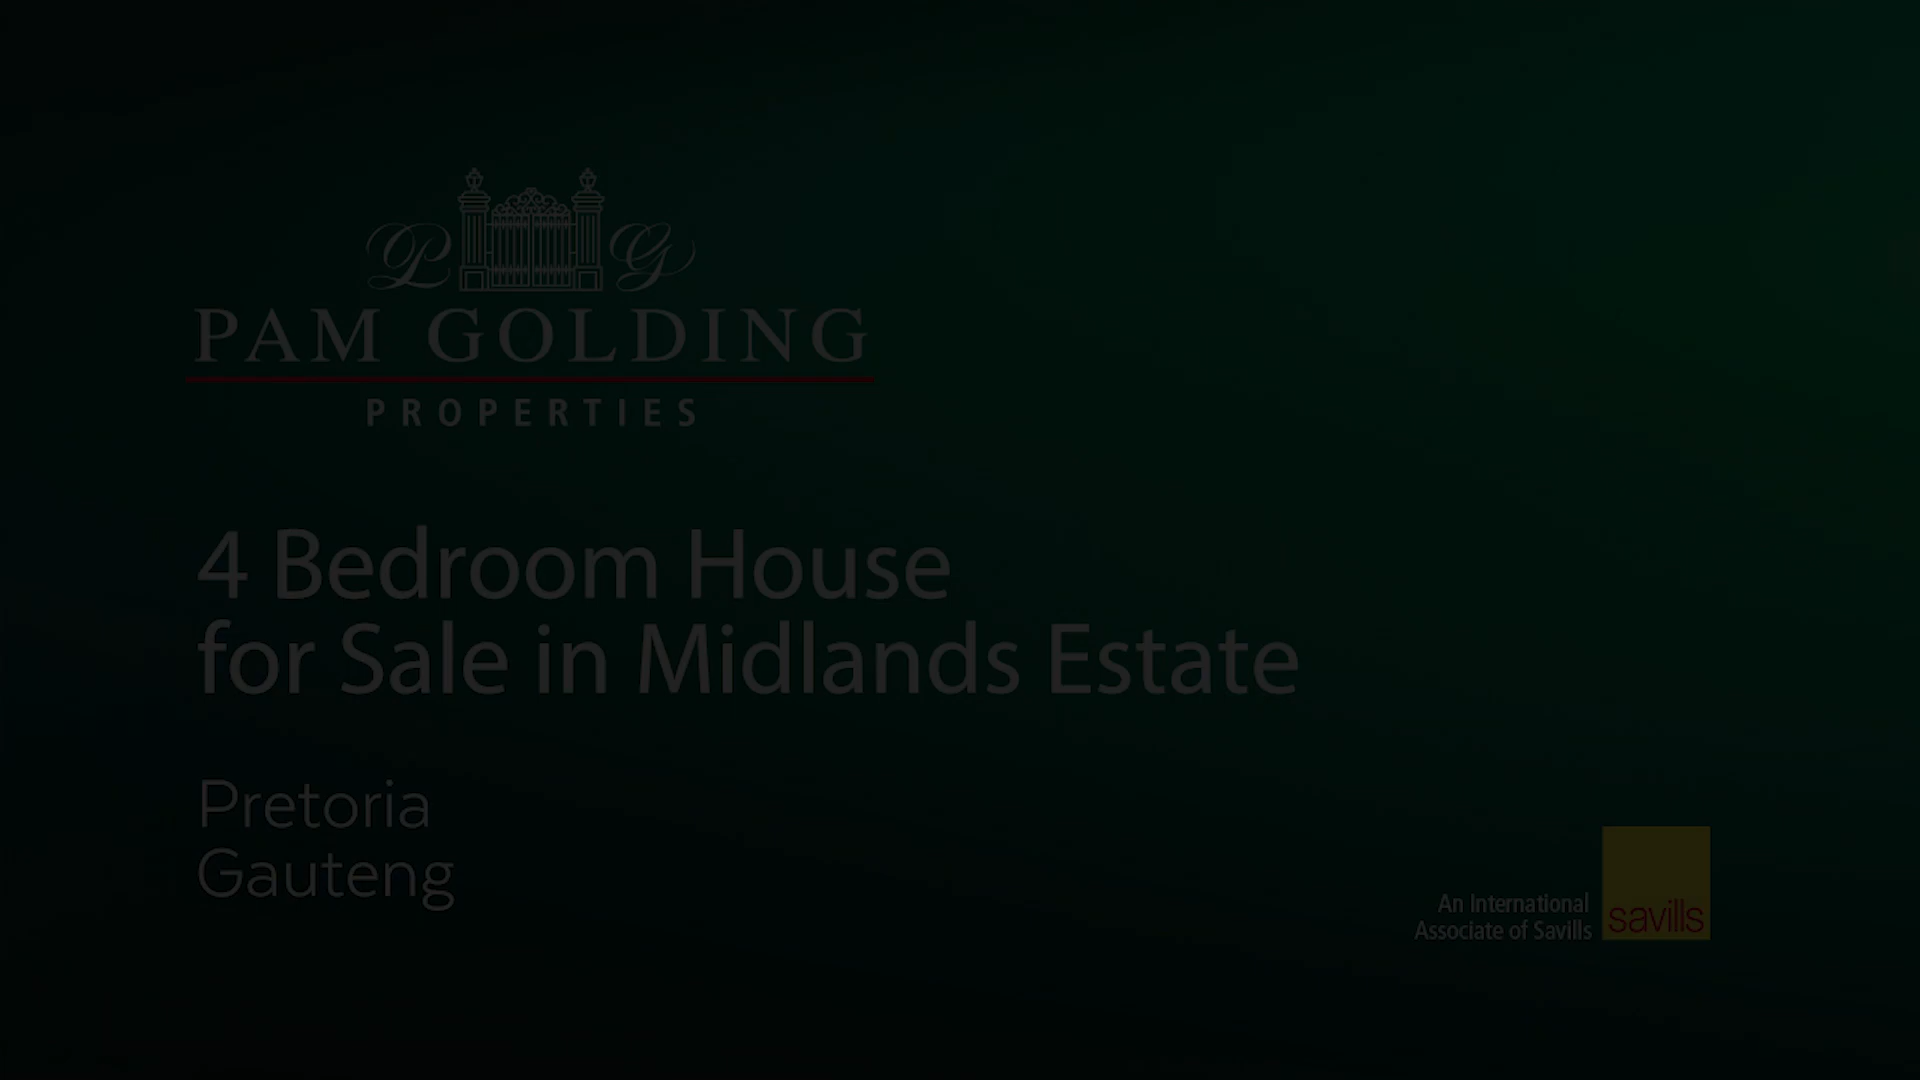 P G
PAM GOLDING
PROPERTIES
4 Bedroom House
for Sale in Midlands Estate
Pretoria
Gauteng
An International
Associate of Savills
savills